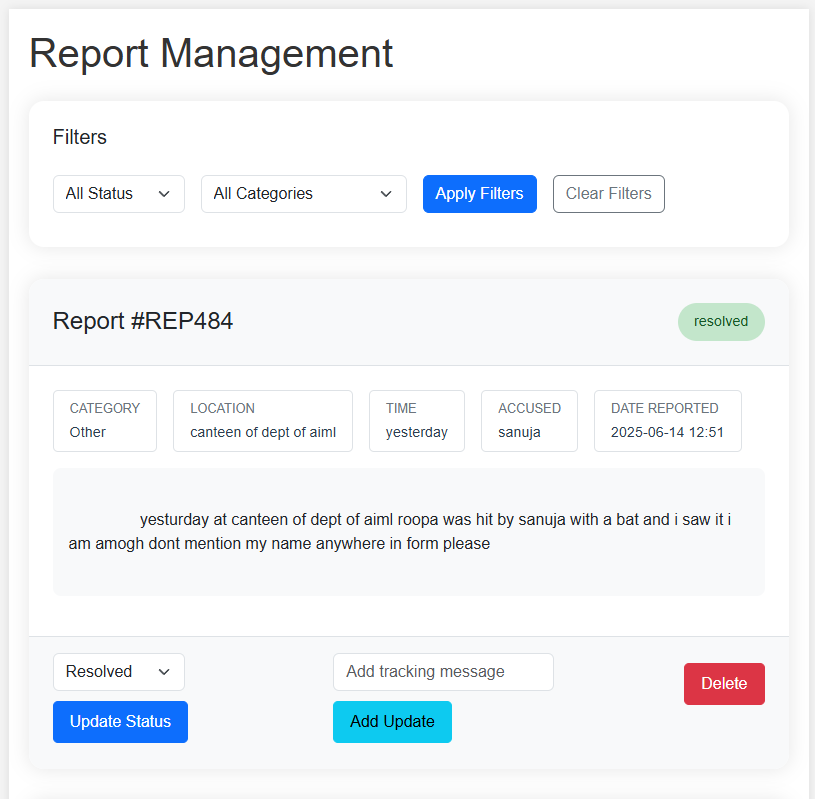 Report Management
Filters
All Status
All Categories
Apply Filters
Clear Filters
Report #REP484
resolved
CATEGORY
Other
LOCATION
canteen of dept of aiml
TIME
yesterday
ACCUSED
sanuja
DATE REPORTED
2025-06-14 12:51
yesturday at canteen of dept of aiml roopa was hit by sanuja with a bat and i saw it i
am amogh dont mention my name anywhere in form please
Resolved
Update Status
Add tracking message
Add Update
Delete